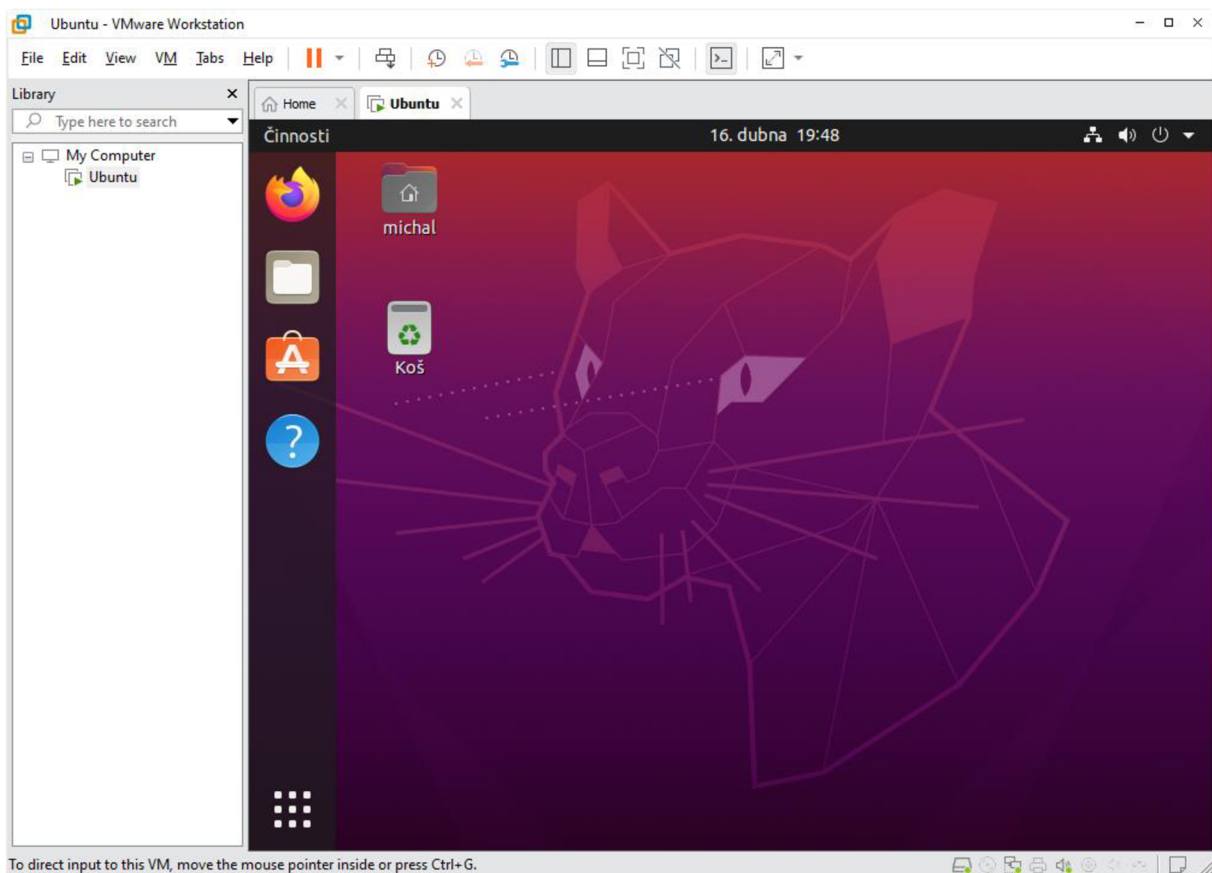 Ubuntu - VMware Workstation
File Edit View VM Tabs Help
Library
Home
Ubuntu
Type here to search
Činnosti
16. dubna 19:48
My Computer
Ubuntu
michal
Koš
To direct input to this VM, move the mouse pointer inside or press Ctrl+G.